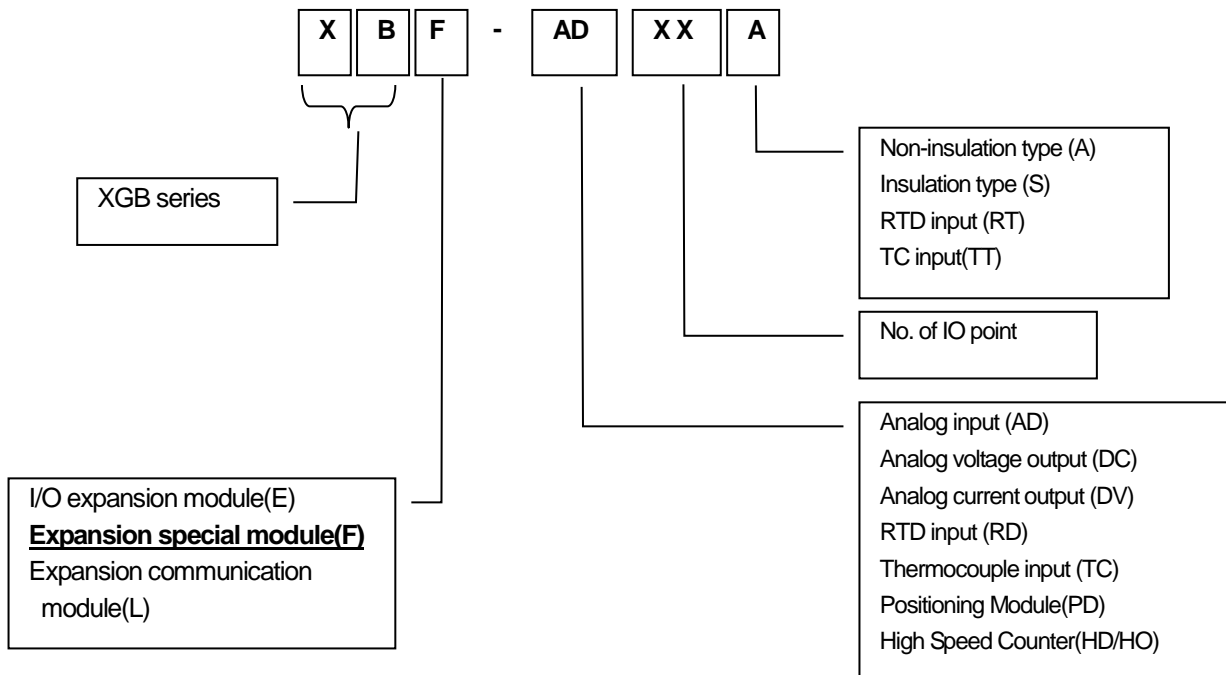 X B F - AD X X A
Non-insulation type (A)
Insulation type (S)
RTD input (RT)
TC input(TT)
XGB series
No. of IO point
Analog input (AD)
Analog voltage output (DC)
Analog current output (DV)
RTD input (RD)
Thermocouple input (TC)
Positioning Module(PD)
High Speed Counter(HD/HO)
I/O expansion module(E)
Expansion special module(F)
Expansion communication
module(L)